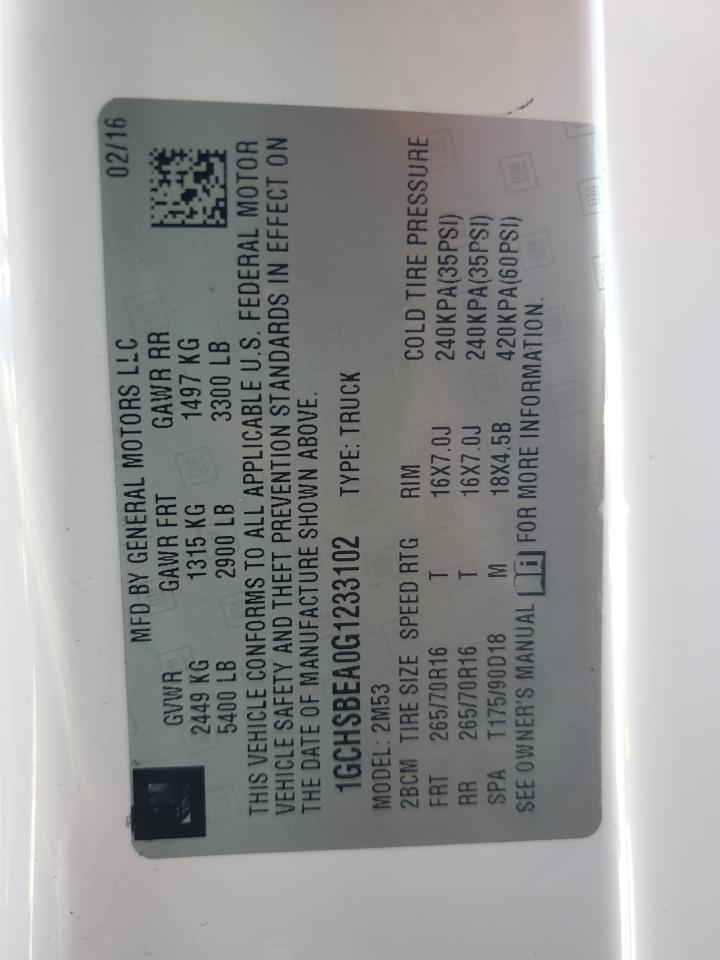 MFD BY GENERAL MOTORS LLC 02/16
GVWR GAWR FRT GAWR RR
2449 KG 1315 KG 1497 KG
5400 LB 2900 LB 3300 LB
THIS VEHICLE CONFORMS TO ALL APPLICABLE U.S. FEDERAL MOTOR
VEHICLE SAFETY AND THEFT PREVENTION STANDARDS IN EFFECT ON
THE DATE OF MANUFACTURE SHOWN ABOVE.
1GCHSBEA0G1233102 TYPE: TRUCK
MODEL: 2M53
2BCM TIRE SIZE SPEED RTG RIM COLD TIRE PRESSURE
FRT 265/70R16 T 16X7.0J 240KPA(35PSI)
RR 265/70R16 T 16X7.0J 240KPA(35PSI)
SPA T175/90D18 M 18X4.5B 420KPA(60PSI)
SEE OWNER'S MANUAL i FOR MORE INFORMATION.